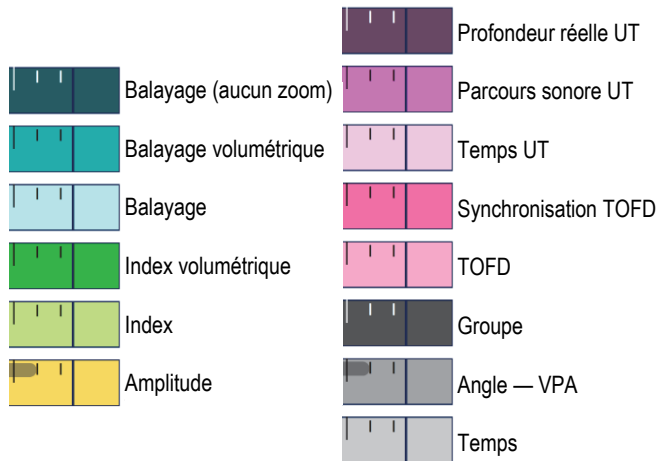 Balayage (aucun zoom)
Balayage volumétrique
Balayage
Index volumétrique
Index
Amplitude
Profondeur réelle UT
Parcours sonore UT
Temps UT
Synchronisation TOFD
TOFD
Groupe
Angle — VPA
Temps